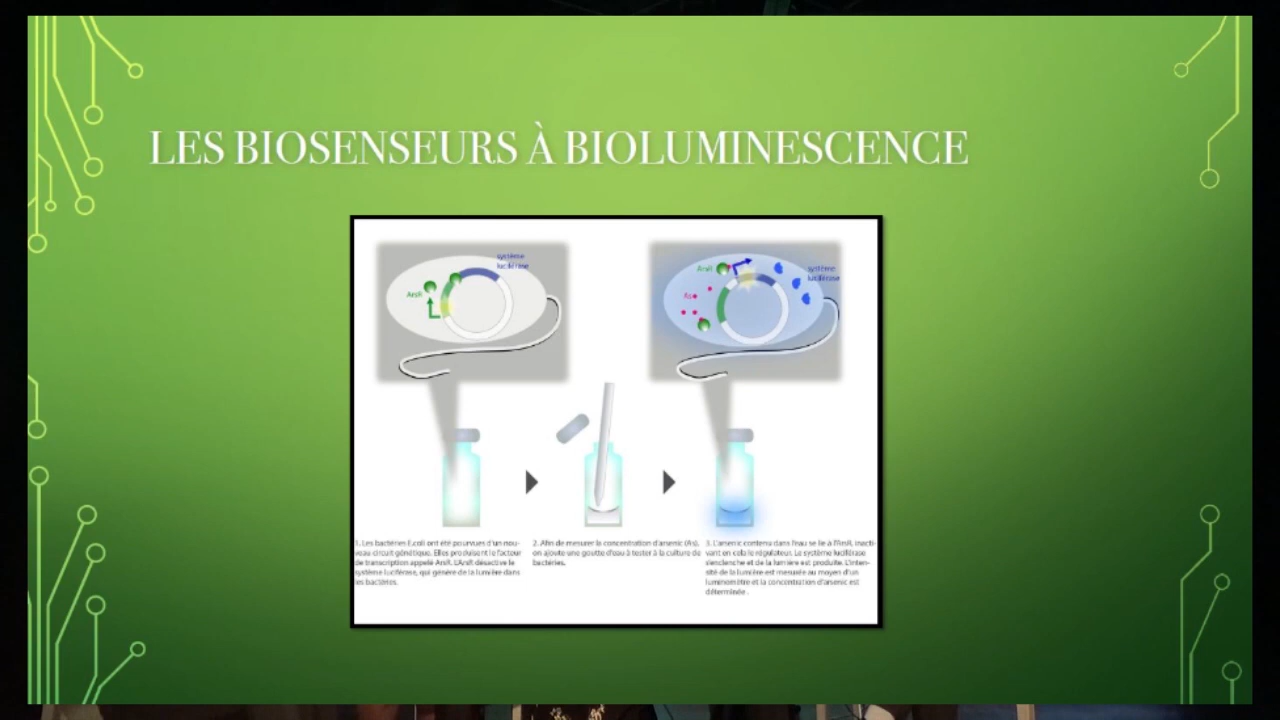 LES BIOSENSEURS À BIOLUMINESCENCE
système
luciférase
ArsR
ArsR
As
système
luciférase
1. Les bactéries E.coli ont été pourvues d'un nou-
veau circuit génétique. Elles produisent le facteur
de transcription appelé ArsR. L'ArsR désactive le
système luciférase, qui génère de la lumière dans
les bactéries.
2. Afin de mesurer la concentration d'arsenic (As),
on ajoute une goutte d'eau à tester à la culture de
bactéries.
3. L'arsenic contenu dans l'eau se lie à l'ArsR, inacti-
vant en cela le régulateur. Le système luciférase
s'enclenche et de la lumière est produite. L'inten-
sité de la lumière est mesurée au moyen d'un
luminomètre et la concentration d'arsenic est
déterminée .